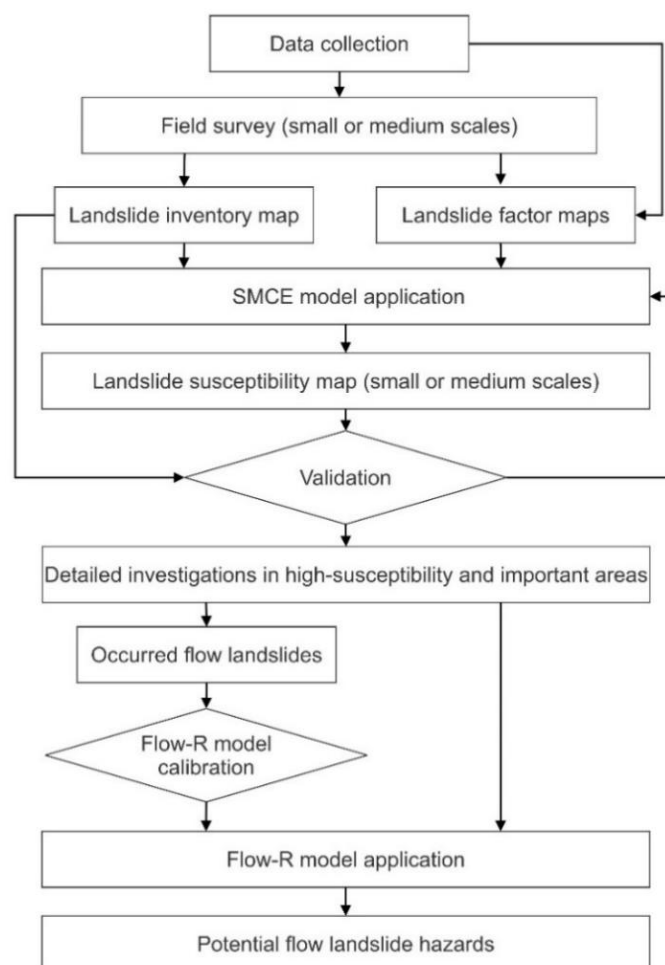 Data collection
Field survey (small or medium scales)
Landslide inventory map
Landslide factor maps
SMCE model application
Landslide susceptibility map (small or medium scales)
Validation
Detailed investigations in high-susceptibility and important areas
Occurred flow landslides
Flow-R model
calibration
Flow-R model application
Potential flow landslide hazards